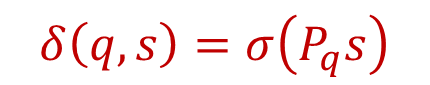 δ(q, s) = σ(P_q s)